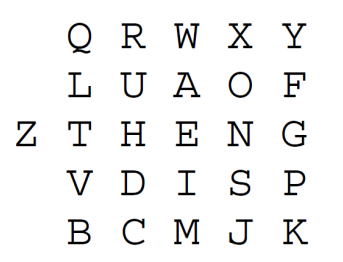 Q R W X Y
L U A O F
Z T H E N G
V D I S P
B C M J K